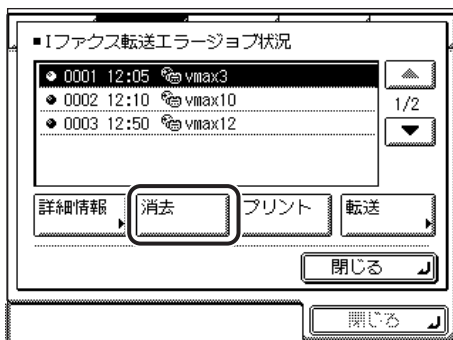 ■Iファクス転送エラージョブ状況
0001 12:05 vmax3
0002 12:10 vmax10
0003 12:50 vmax12
1/2
詳細情報 消去 プリント 転送
閉じる
閉じる